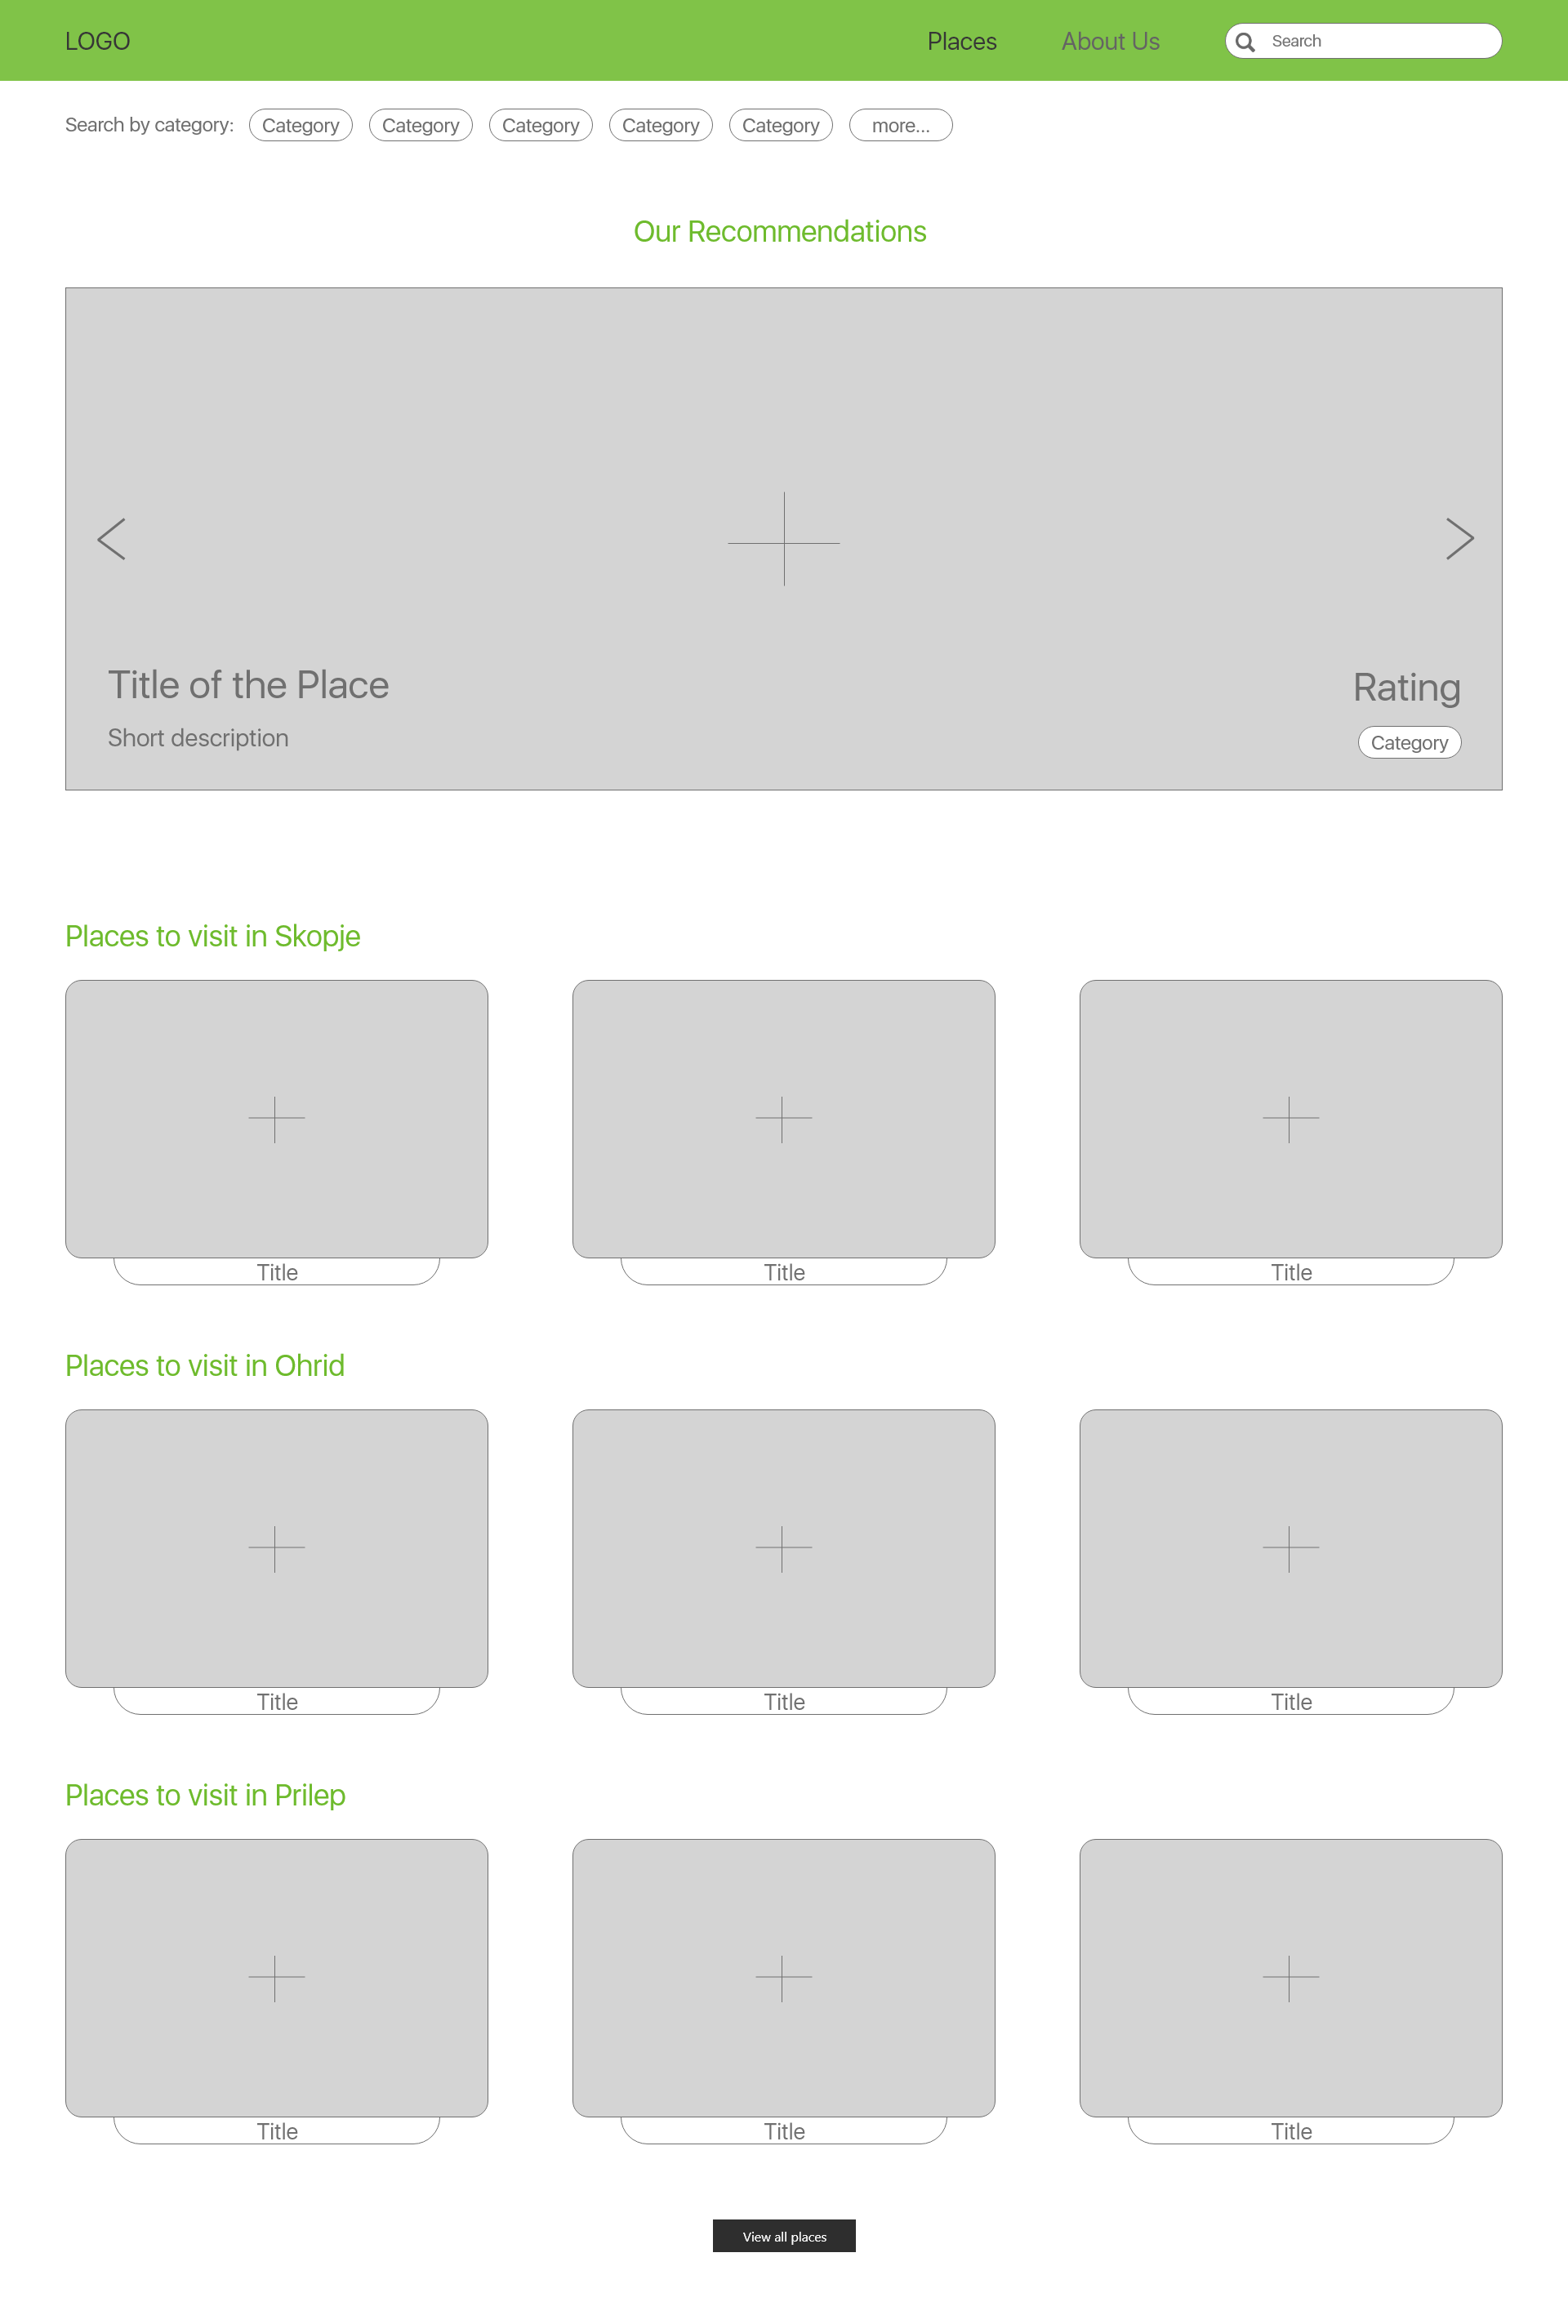 LOGO
Places
About Us
Search
Search by category:
Category
Category
Category
Category
Category
more...
Our Recommendations
Title of the Place
Rating
Short description
Category
Places to visit in Skopje
Title
Title
Title
Places to visit in Ohrid
Title
Title
Title
Places to visit in Prilep
Title
Title
Title
View all places